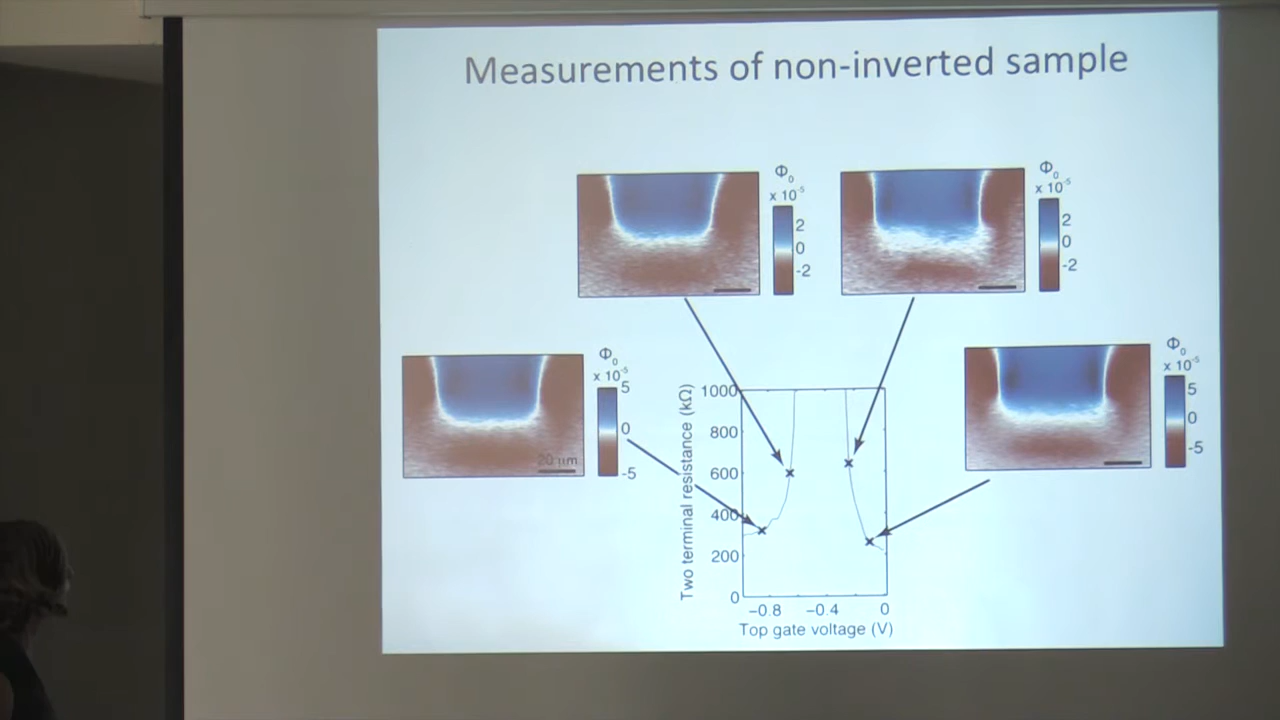 Measurements of non-inverted sample
Φ₀
x 10⁻⁵
2
0
-2
Φ₀
x 10⁻⁵
2
0
-2
Φ₀
x 10⁻⁵
5
0
-5
20 μm
Φ₀
x 10⁻⁵
5
0
-5
Two terminal resistance (kΩ)
1000
800
600
400
200
0
−0.8 −0.4 0
Top gate voltage (V)